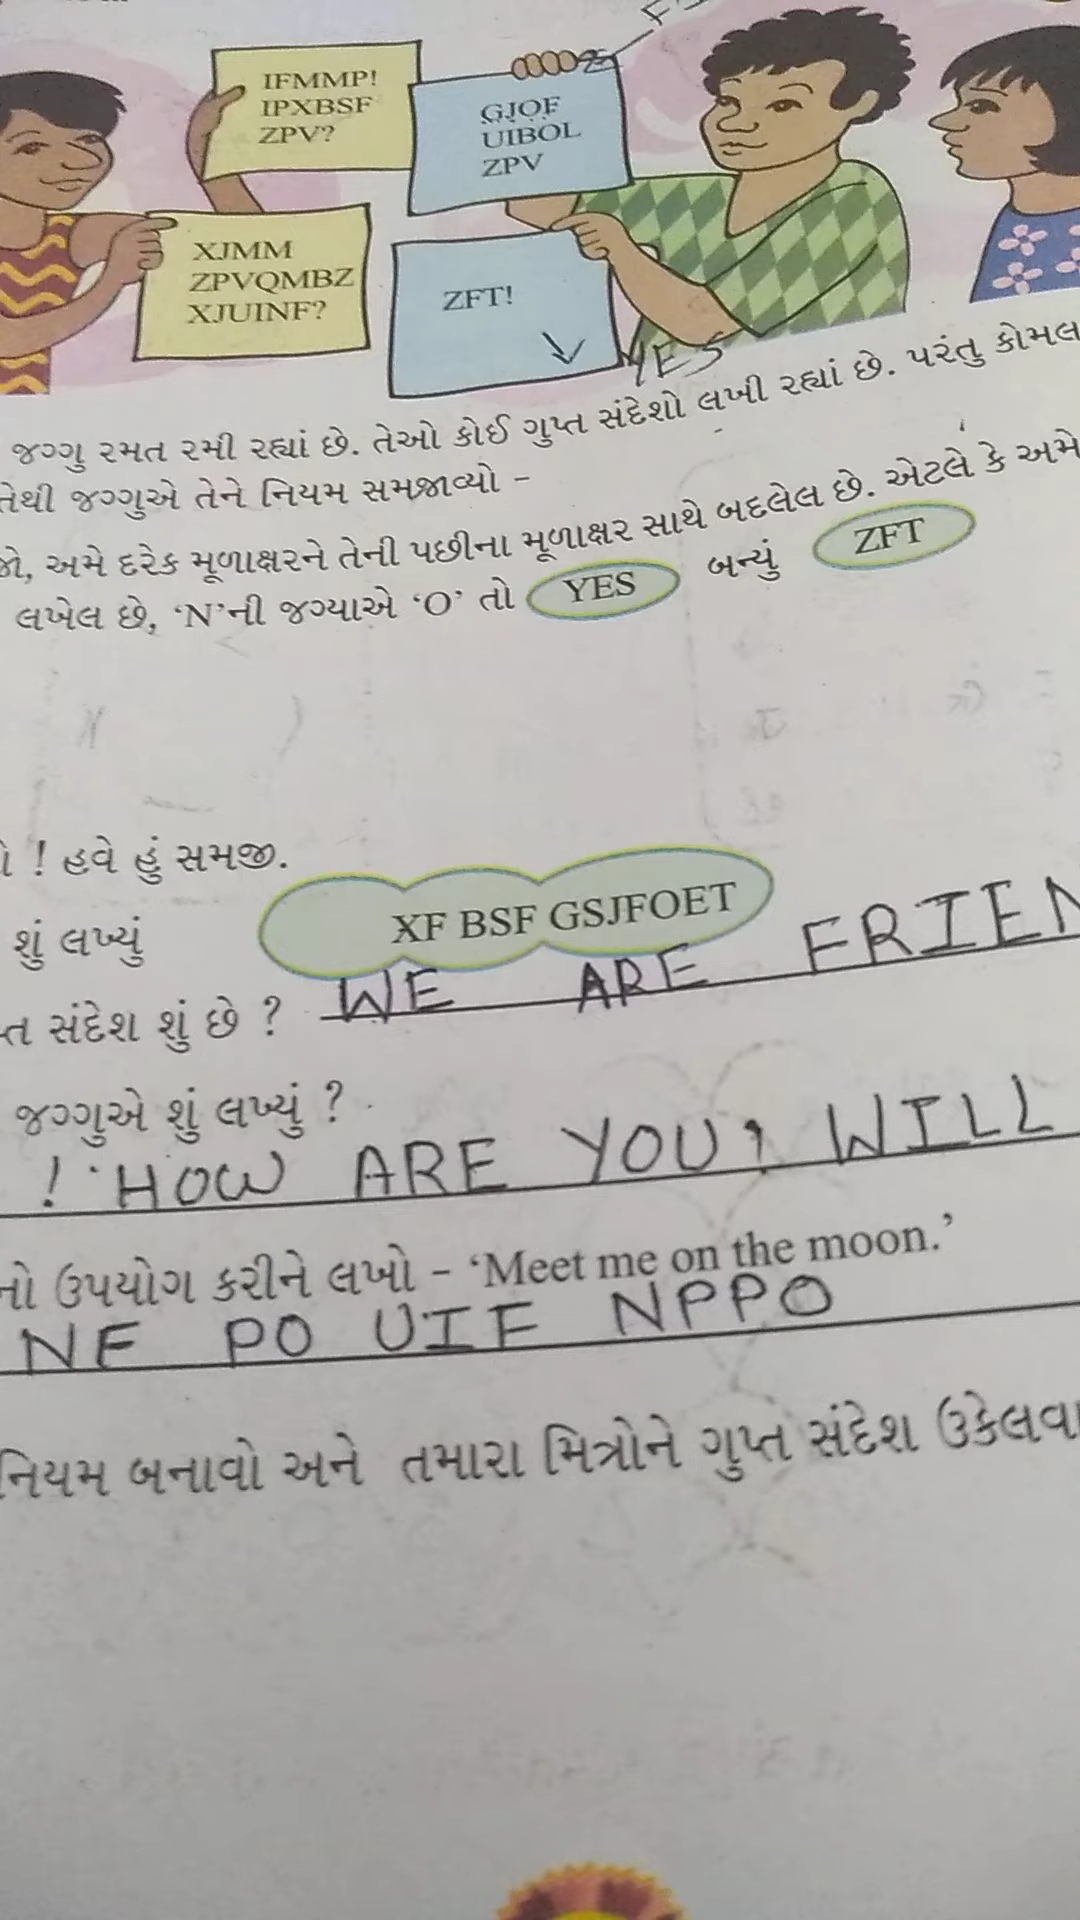 IFMMP!
IPXBSF
ZPV?
GJOF
UIBOL
ZPV
XJMM
ZPVQMBZ
XJUINF?
ZFT!
YES
જગ્ગુ રમત રમી રહ્યાં છે. તેઓ કોઈ ગુપ્ત સંદેશો લખી રહ્યાં છે. પરંતુ કોમલ
તેથી જગ્ગુએ તેને નિયમ સમજાવ્યો -
જો, અમે દરેક મૂળાક્ષરને તેની પછીના મૂળાક્ષર સાથે બદલેલ છે. એટલે કે અમે
લખેલ છે, ‘N’ની જગ્યાએ ‘O’ તો YES બન્યું ZFT
! હવે હું સમજી.
શું લખ્યું XF BSF GSJFOET
સંદેશ શું છે ? WE ARE FRIEN
જગ્ગુએ શું લખ્યું ?
! HOW ARE YOU, WILL
નો ઉપયોગ કરીને લખો – ‘Meet me on the moon.’
NF PO UIF NPPO
નિયમ બનાવો અને તમારા મિત્રોને ગુપ્ત સંદેશ ઉકેલવા